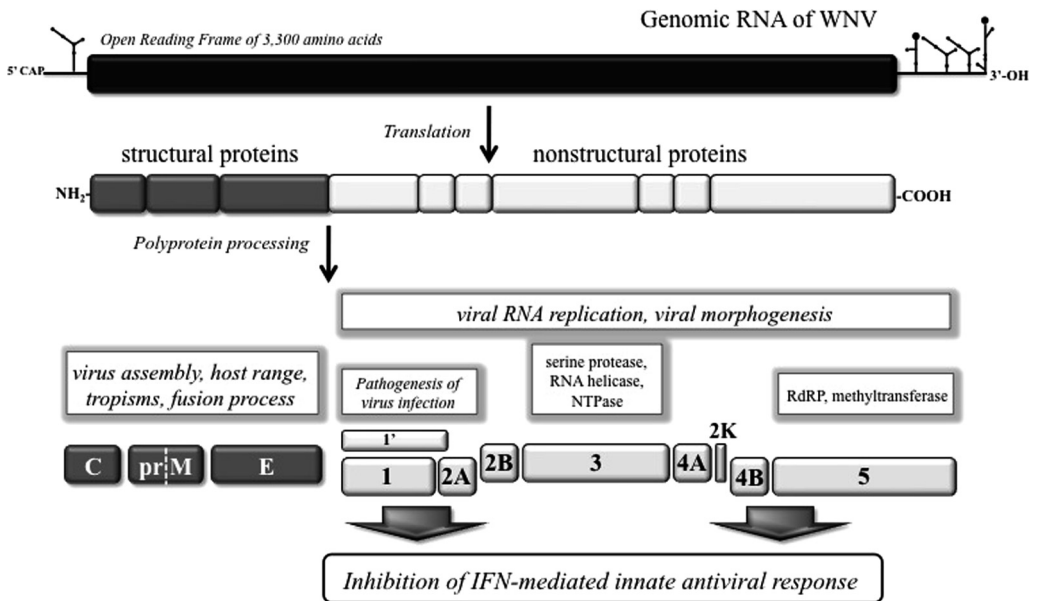 Genomic RNA of WNV
Open Reading Frame of 3,300 amino acids
5' CAP
3'-OH
Translation
structural proteins
nonstructural proteins
NH2-
-COOH
Polyprotein processing
viral RNA replication, viral morphogenesis
virus assembly, host range,
tropisms, fusion process
Pathogenesis of
virus infection
serine protease,
RNA helicase,
NTPase
RdRP, methyltransferase
C
pr M
E
1'
1
2A
2B
3
4A
2K
4B
5
Inhibition of IFN-mediated innate antiviral response